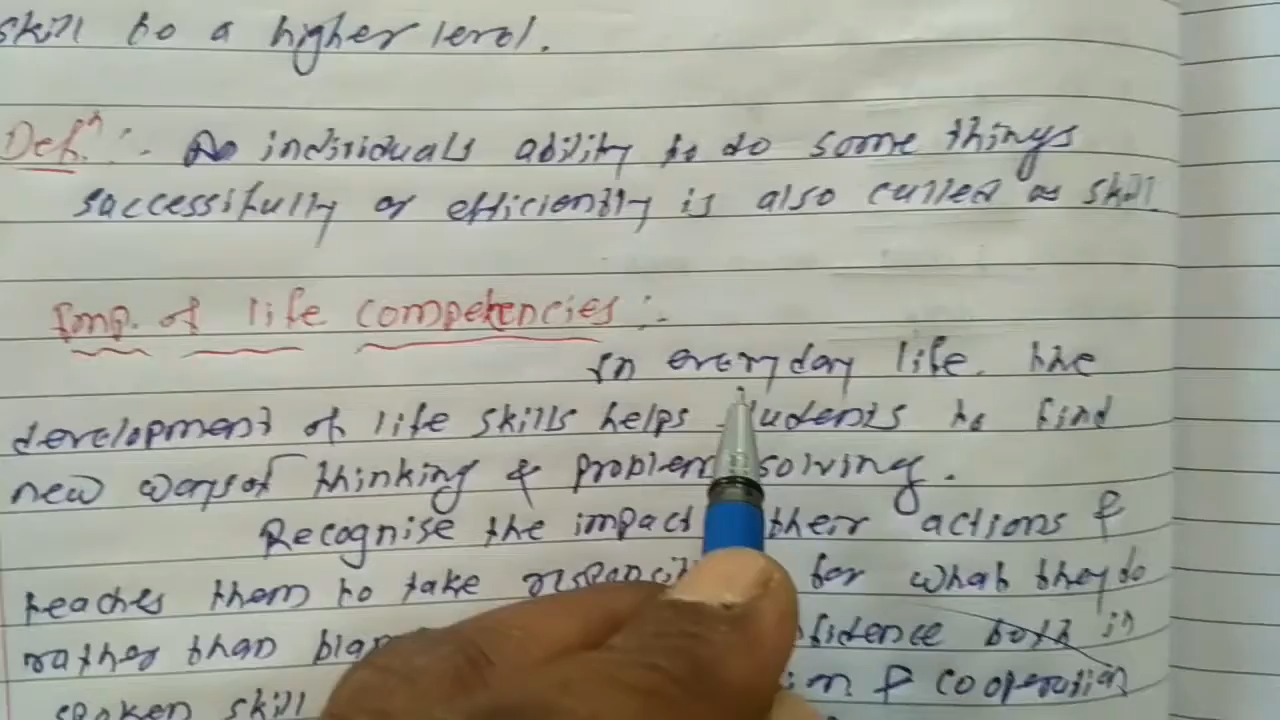 skill to a higher level.
Defn :- individuals ability to do some things
successfully or efficiently is also called as skill
Imp. of life competencies :-
in everyday life. the
development of life skills helps students to find
new ways of thinking & problem solving.
Recognise the impact their actions &
teaches them to take for what they do
rather than both in
spoken skill & cooperation